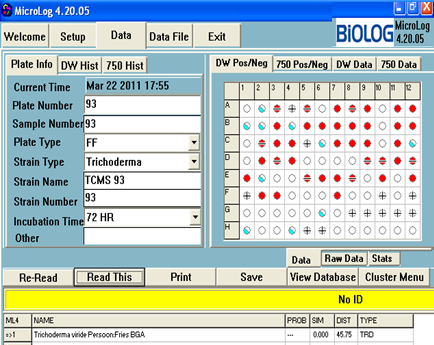 MicroLog 4.20.05
Welcome Setup Data Data File Exit
BiOLOG MicroLog 4.20.05
Plate Info DW Hist 750 Hist
Current Time Mar 22 2011 17:55
Plate Number 93
Sample Number 93
Plate Type FF
Strain Type Trichoderma
Strain Name TCMS 93
Strain Number 93
Incubation Time 72 HR
Other
DW Pos/Neg 750 Pos/Neg DW Data 750 Data
1 2 3 4 5 6 7 8 9 10 11 12
A
B
C
D
E
F
G
H
Data Raw Data Stats
Re-Read Read This Print Save View Database Cluster Menu
No ID
ML4 NAME PROB SIM DIST TYPE
=>1 Trichoderma viride Persoon:Fries BGA --- 0.000 45.75 TRD